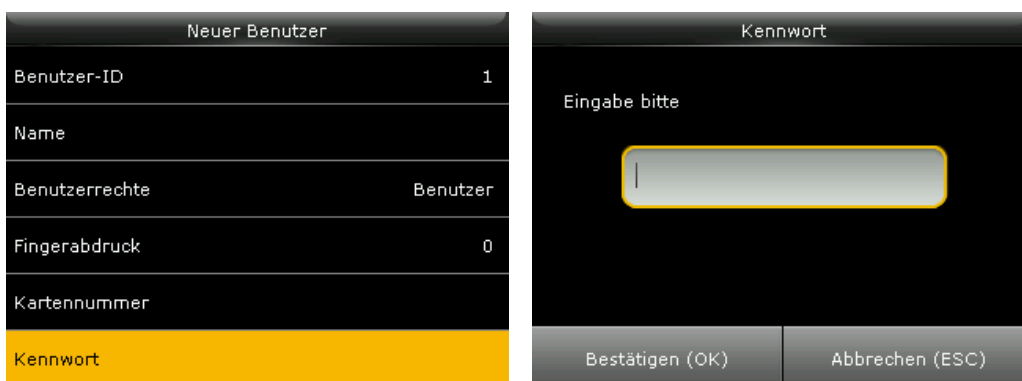 Neuer Benutzer
Benutzer-ID 1
Name
Benutzerrechte Benutzer
Fingerabdruck 0
Kartennummer
Kennwort
Kennwort
Eingabe bitte
Bestätigen (OK) Abbrechen (ESC)